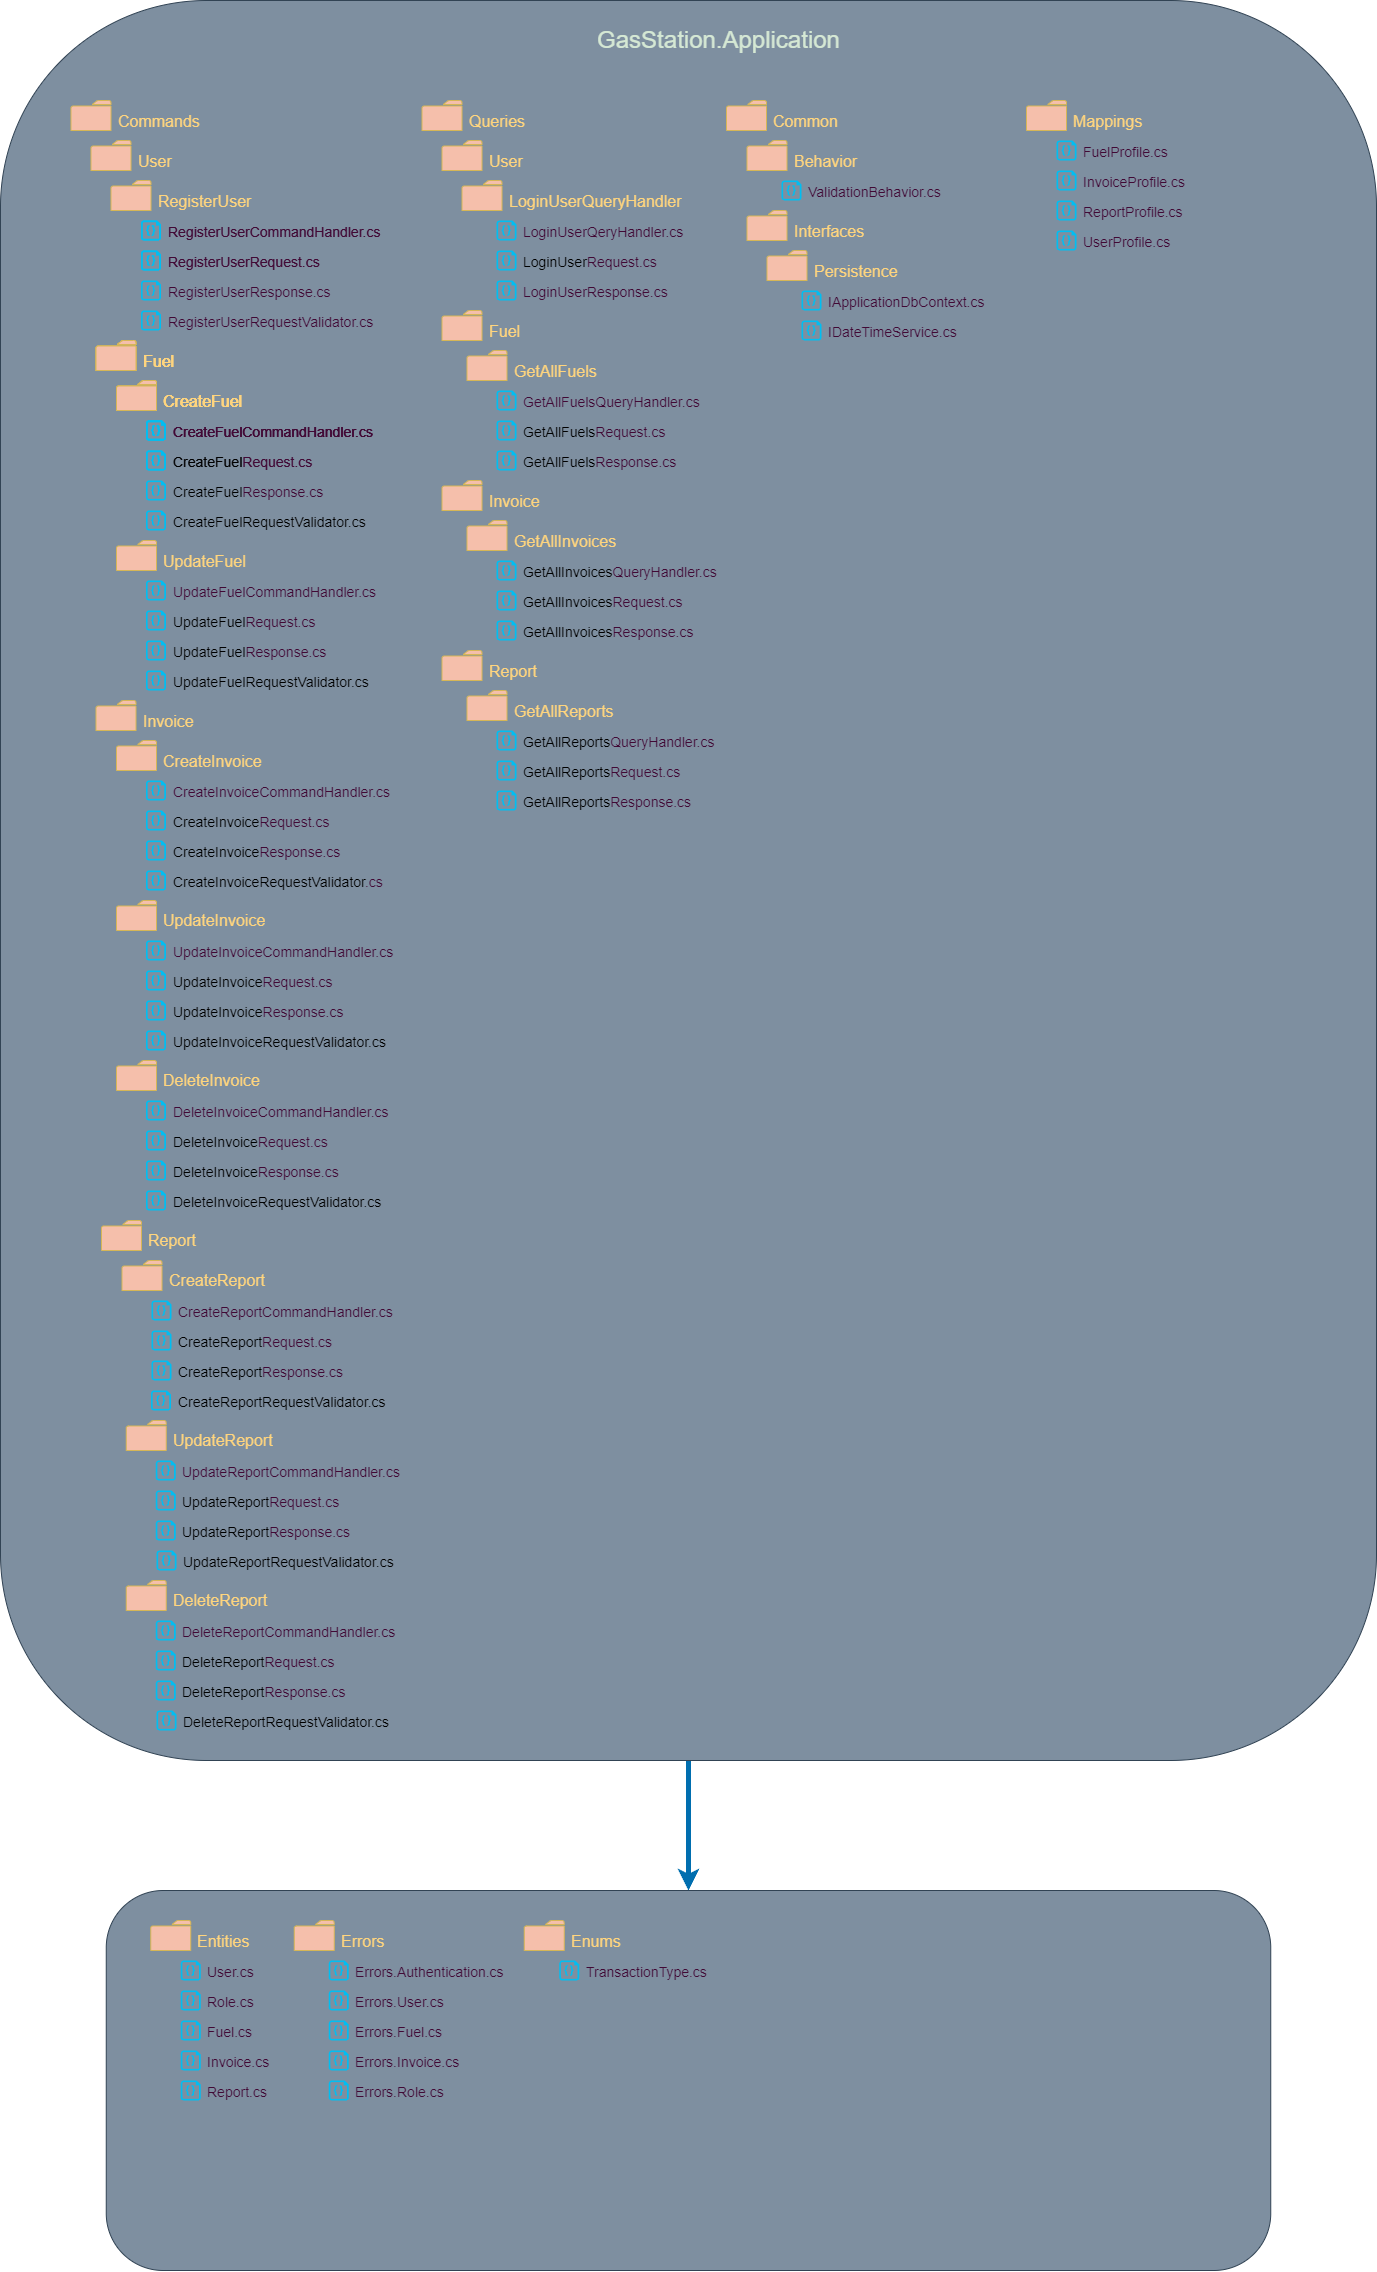 GasStation.Application
Commands
User
RegisterUser
RegisterUserCommandHandler.cs
RegisterUserRequest.cs
RegisterUserResponse.cs
RegisterUserRequestValidator.cs
Fuel
CreateFuel
CreateFuelCommandHandler.cs
CreateFuelRequest.cs
CreateFuelResponse.cs
CreateFuelRequestValidator.cs
UpdateFuel
UpdateFuelCommandHandler.cs
UpdateFuelRequest.cs
UpdateFuelResponse.cs
UpdateFuelRequestValidator.cs
Invoice
CreateInvoice
CreateInvoiceCommandHandler.cs
CreateInvoiceRequest.cs
CreateInvoiceResponse.cs
CreateInvoiceRequestValidator.cs
UpdateInvoice
UpdateInvoiceCommandHandler.cs
UpdateInvoiceRequest.cs
UpdateInvoiceResponse.cs
UpdateInvoiceRequestValidator.cs
DeleteInvoice
DeleteInvoiceCommandHandler.cs
DeleteInvoiceRequest.cs
DeleteInvoiceResponse.cs
DeleteInvoiceRequestValidator.cs
Report
CreateReport
CreateReportCommandHandler.cs
CreateReportRequest.cs
CreateReportResponse.cs
CreateReportRequestValidator.cs
UpdateReport
UpdateReportCommandHandler.cs
UpdateReportRequest.cs
UpdateReportResponse.cs
UpdateReportRequestValidator.cs
DeleteReport
DeleteReportCommandHandler.cs
DeleteReportRequest.cs
DeleteReportResponse.cs
DeleteReportRequestValidator.cs
Queries
User
LoginUserQueryHandler
LoginUserQeryHandler.cs
LoginUserRequest.cs
LoginUserResponse.cs
Fuel
GetAllFuels
GetAllFuelsQueryHandler.cs
GetAllFuelsRequest.cs
GetAllFuelsResponse.cs
Invoice
GetAllInvoices
GetAllInvoicesQueryHandler.cs
GetAllInvoicesRequest.cs
GetAllInvoicesResponse.cs
Report
GetAllReports
GetAllReportsQueryHandler.cs
GetAllReportsRequest.cs
GetAllReportsResponse.cs
Common
Behavior
ValidationBehavior.cs
Interfaces
Persistence
IApplicationDbContext.cs
IDateTimeService.cs
Mappings
FuelProfile.cs
InvoiceProfile.cs
ReportProfile.cs
UserProfile.cs
Entities
User.cs
Role.cs
Fuel.cs
Invoice.cs
Report.cs
Errors
Errors.Authentication.cs
Errors.User.cs
Errors.Fuel.cs
Errors.Invoice.cs
Errors.Role.cs
Enums
TransactionType.cs